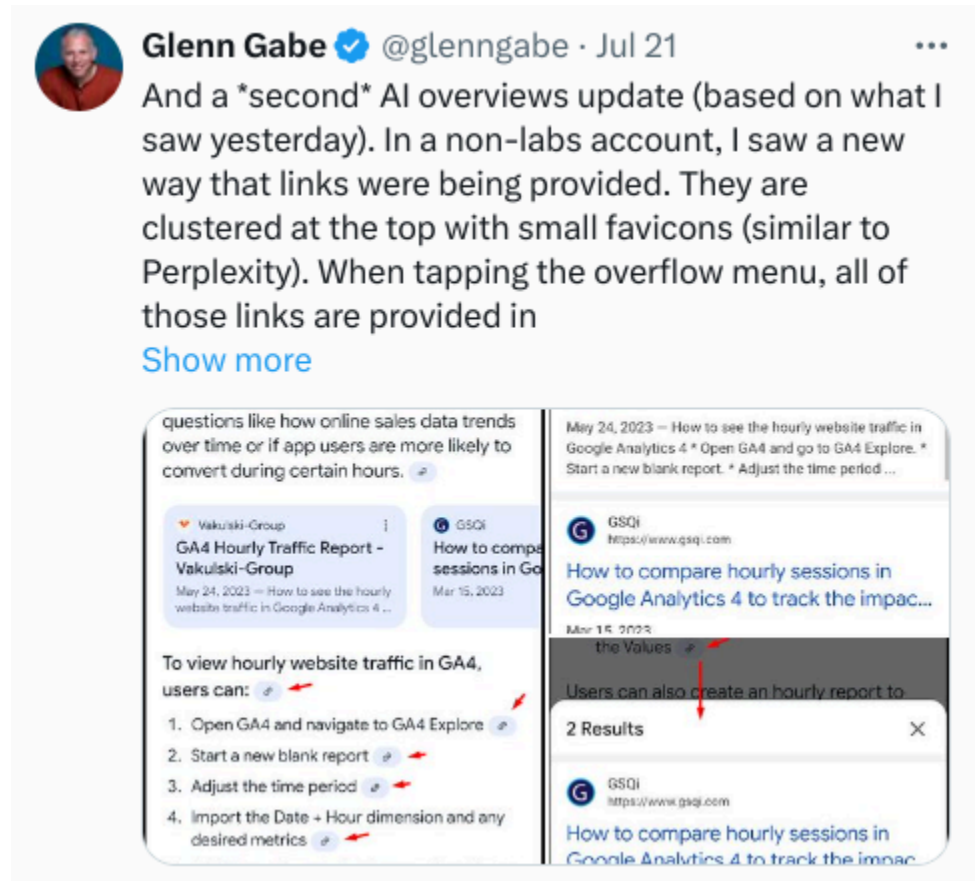 Glenn Gabe @glenngabe · Jul 21
And a *second* AI overviews update (based on what I
saw yesterday). In a non-labs account, I saw a new
way that links were being provided. They are
clustered at the top with small favicons (similar to
Perplexity). When tapping the overflow menu, all of
those links are provided in
Show more
questions like how online sales data trends
over time or if app users are more likely to
convert during certain hours.
Vakulski-Group
GA4 Hourly Traffic Report -
Vakulski-Group
May 24, 2023 — How to see the hourly
website traffic in Google Analytics 4 ...
GSQi
How to compa
sessions in Go
Mar 15, 2023
To view hourly website traffic in GA4,
users can:
1. Open GA4 and navigate to GA4 Explore
2. Start a new blank report
3. Adjust the time period
4. Import the Date + Hour dimension and any
desired metrics
May 24, 2023 — How to see the hourly website traffic in
Google Analytics 4 * Open GA4 and go to GA4 Explore. *
Start a new blank report. * Adjust the time period ...
G
GSQi
https://www.gsqi.com
How to compare hourly sessions in
Google Analytics 4 to track the impac...
Mar 15, 2023
the Values
Users can also create an hourly report to
2 Results
G
GSQi
https://www.gsqi.com
How to compare hourly sessions in
Google Analytics 4 to track the impac